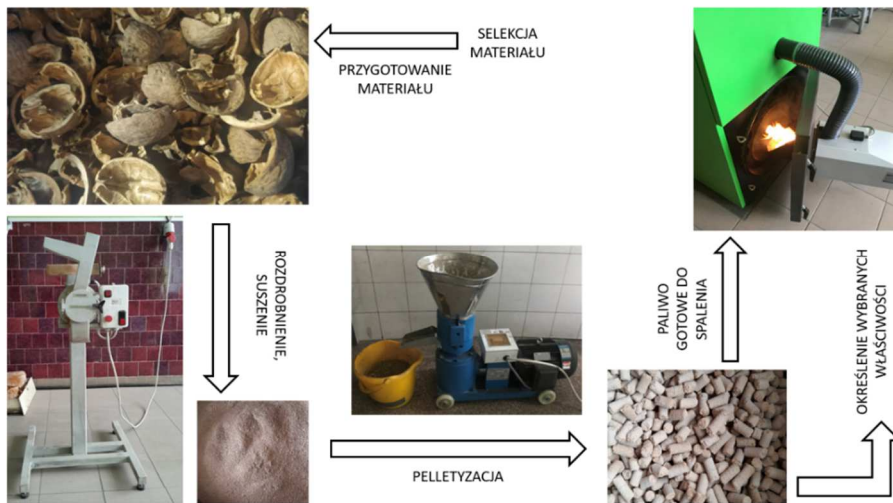 SELEKCJA
MATERIAŁU
PRZYGOTOWANIE
MATERIAŁU
ROZDROBNIENIE,
SUSZENIE
PELLETYZACJA
PALIWO
GOTOWE DO
SPALENIA
OKREŚLENIE WYBRANYCH
WŁAŚCIWOŚCI